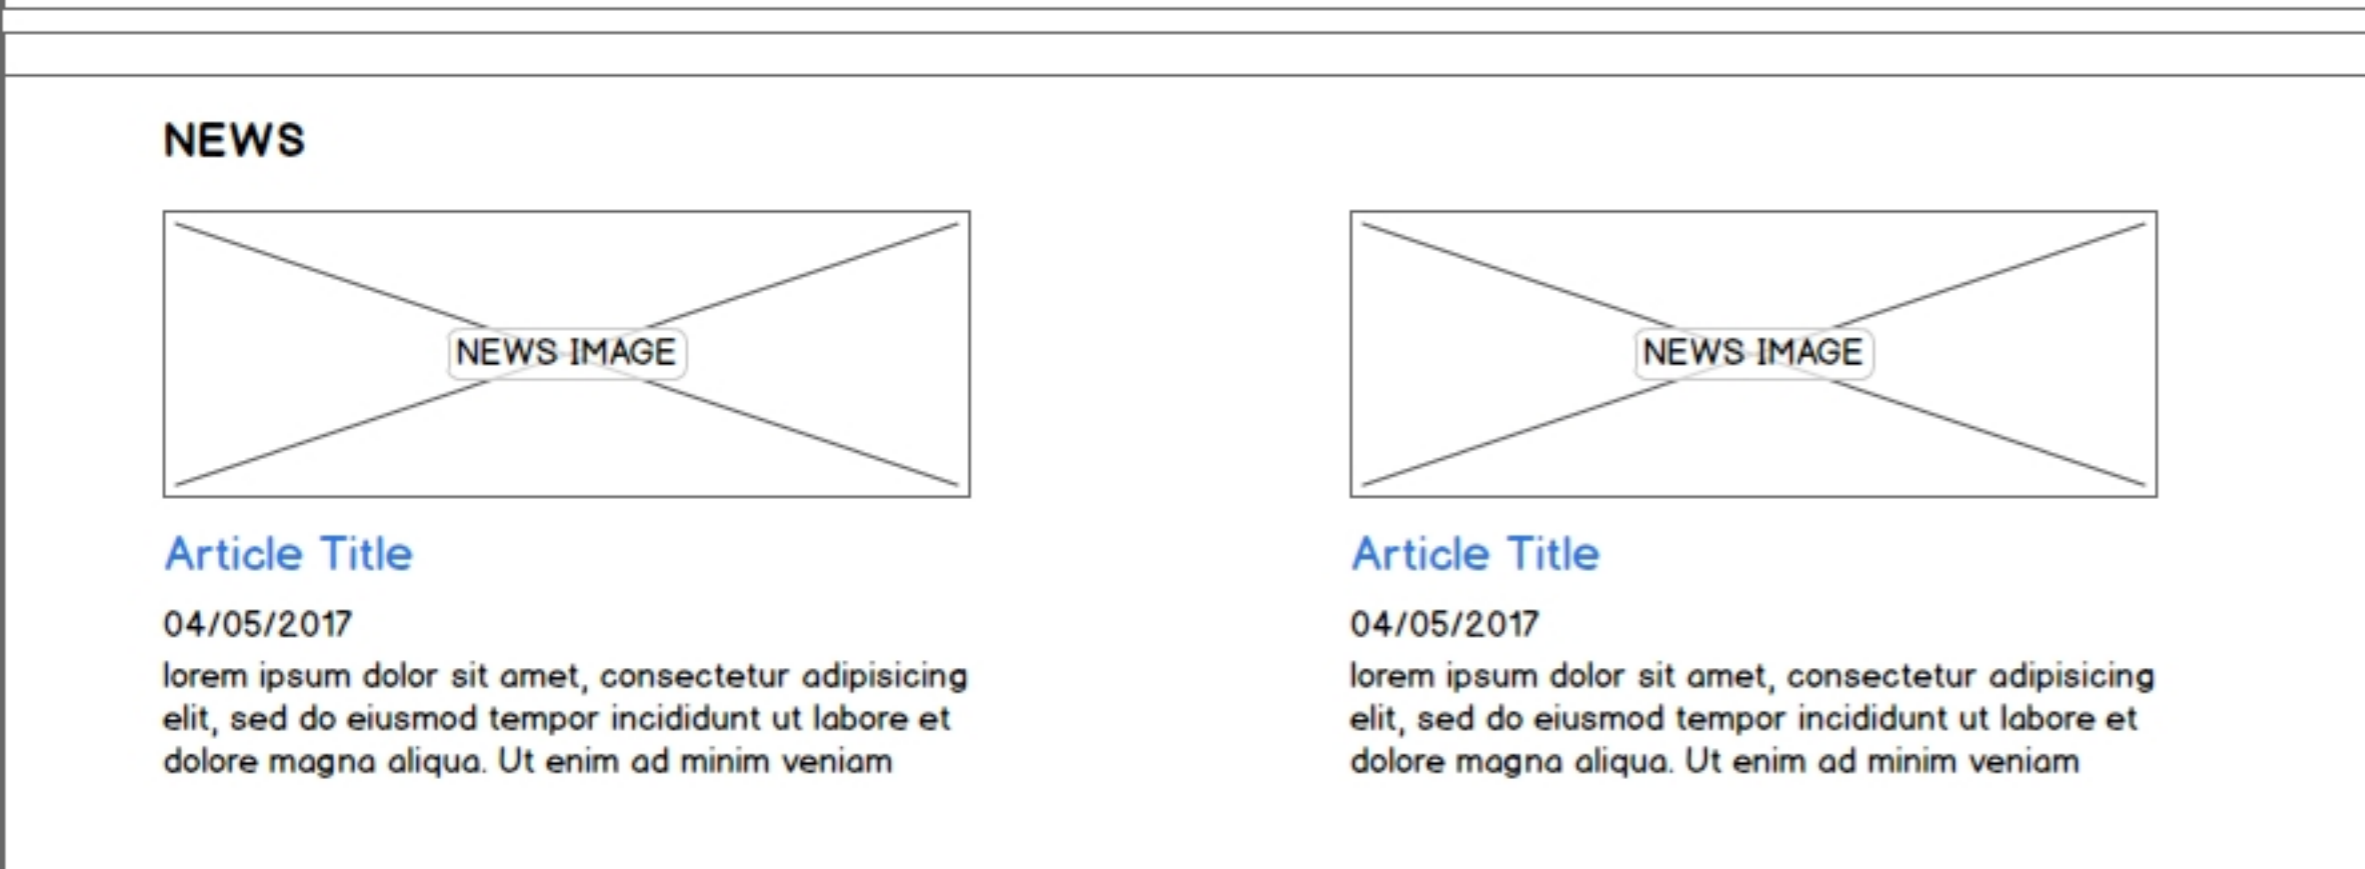 NEWS
NEWS IMAGE
Article Title
04/05/2017
lorem ipsum dolor sit amet, consectetur adipisicing
elit, sed do eiusmod tempor incididunt ut labore et
dolore magna aliqua. Ut enim ad minim veniam
NEWS IMAGE
Article Title
04/05/2017
lorem ipsum dolor sit amet, consectetur adipisicing
elit, sed do eiusmod tempor incididunt ut labore et
dolore magna aliqua. Ut enim ad minim veniam